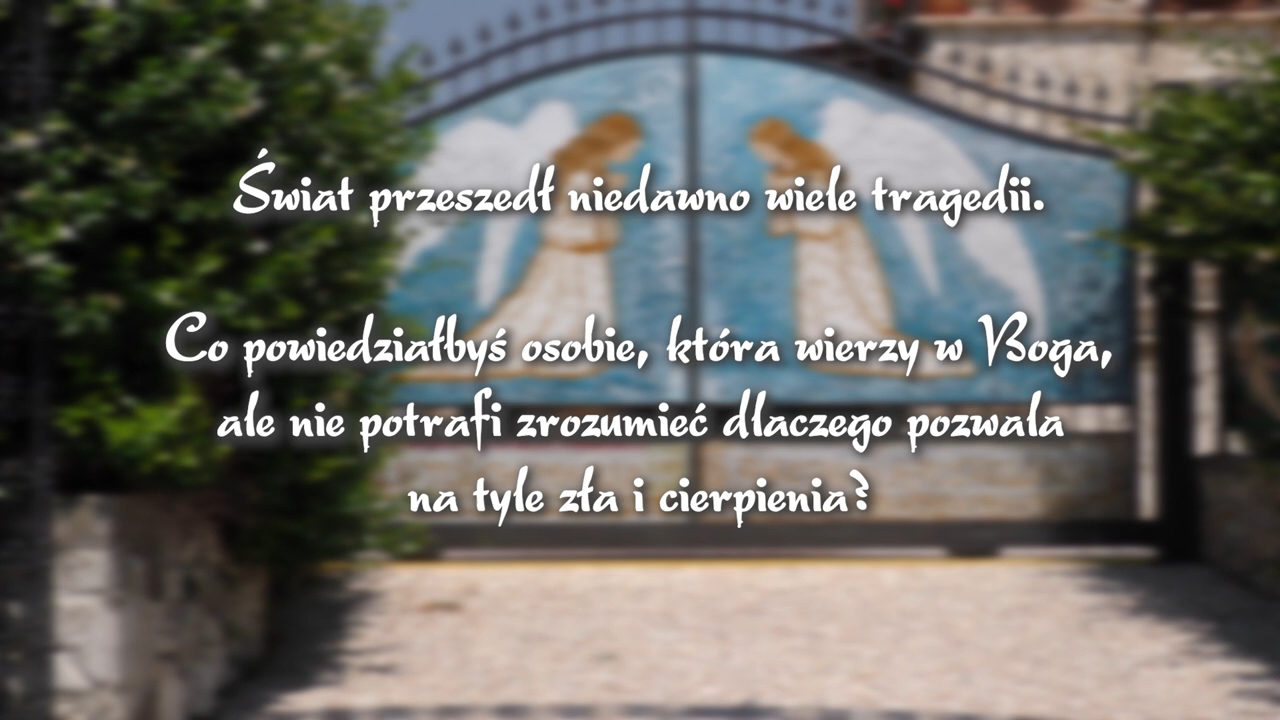 Świat przeszedł niedawno wiele tragedii.
Co powiedziałbyś osobie, która wierzy w Boga,
ale nie potrafi zrozumieć dlaczego pozwala
na tyle zła i cierpienia?